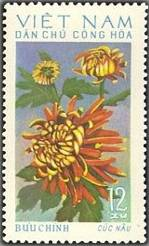 VIỆT NAM
DÂN CHỦ CỘNG HÒA
12
XU
BƯU CHÍNH
CÚC NÂU